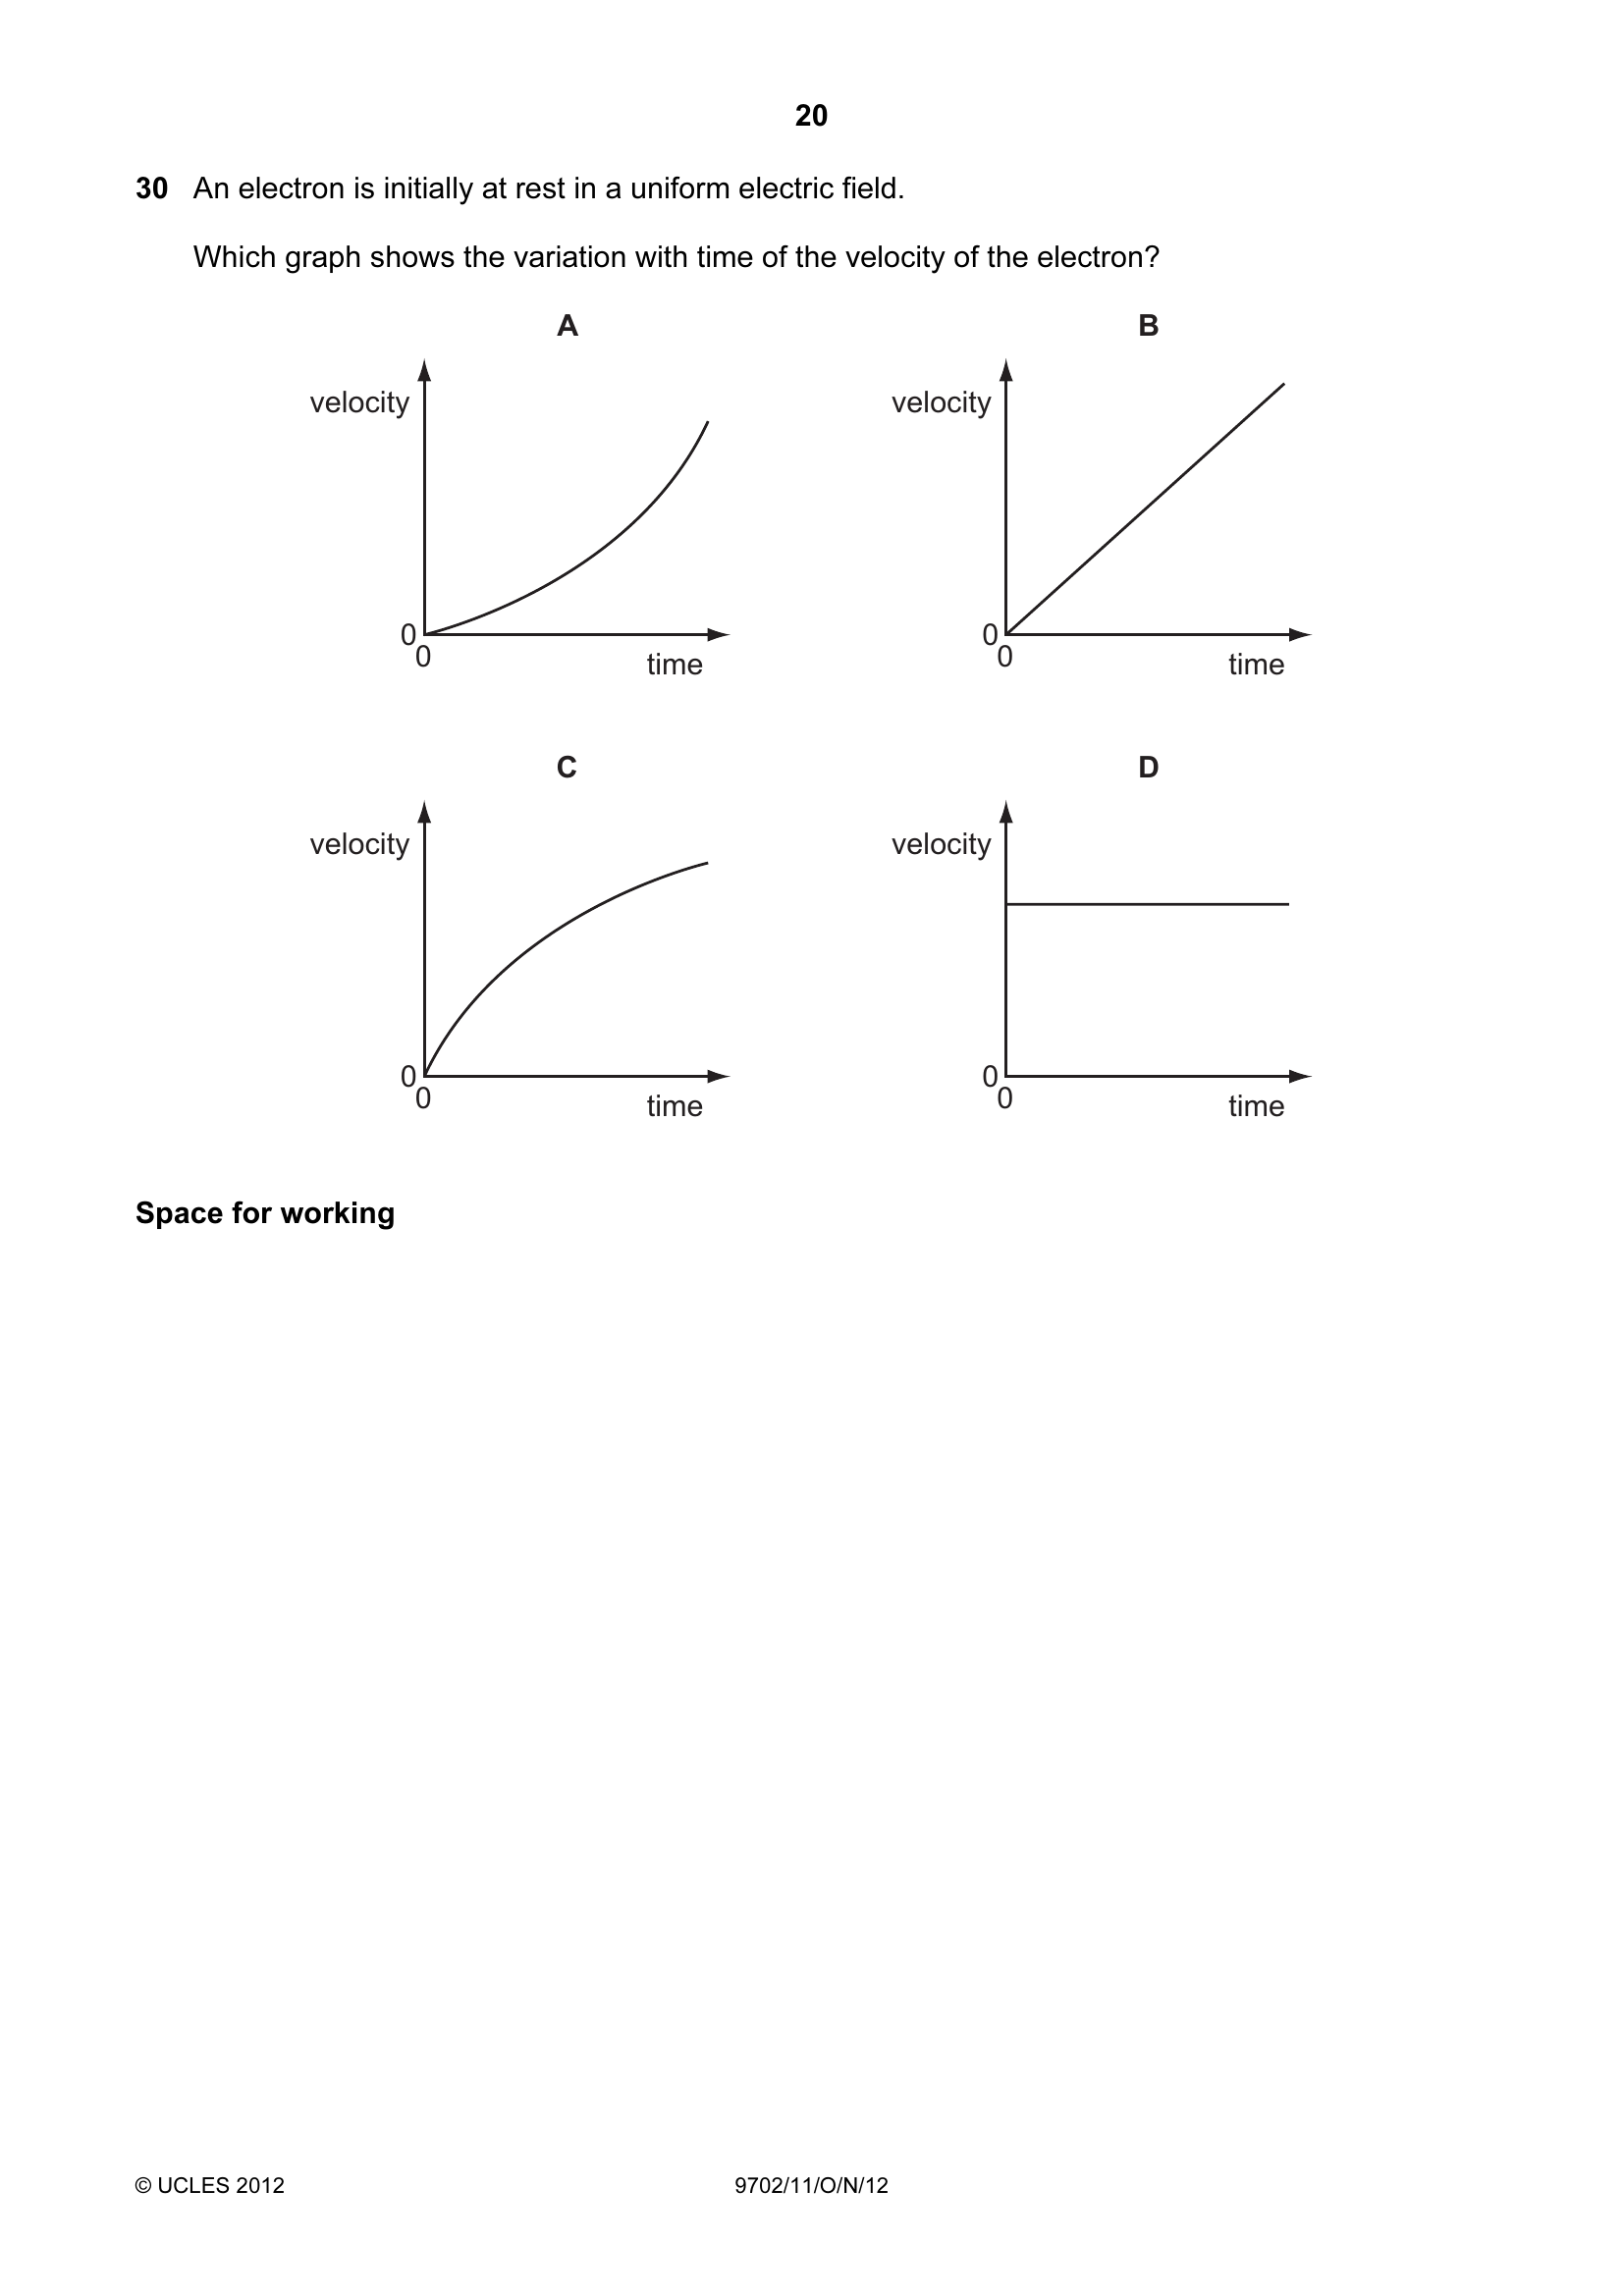 20
30 An electron is initially at rest in a uniform electric field.
Which graph shows the variation with time of the velocity of the electron?
A
velocity
0
0
time
B
velocity
0
0
time
C
velocity
0
0
time
D
velocity
0
0
time
Space for working
© UCLES 2012 9702/11/O/N/12